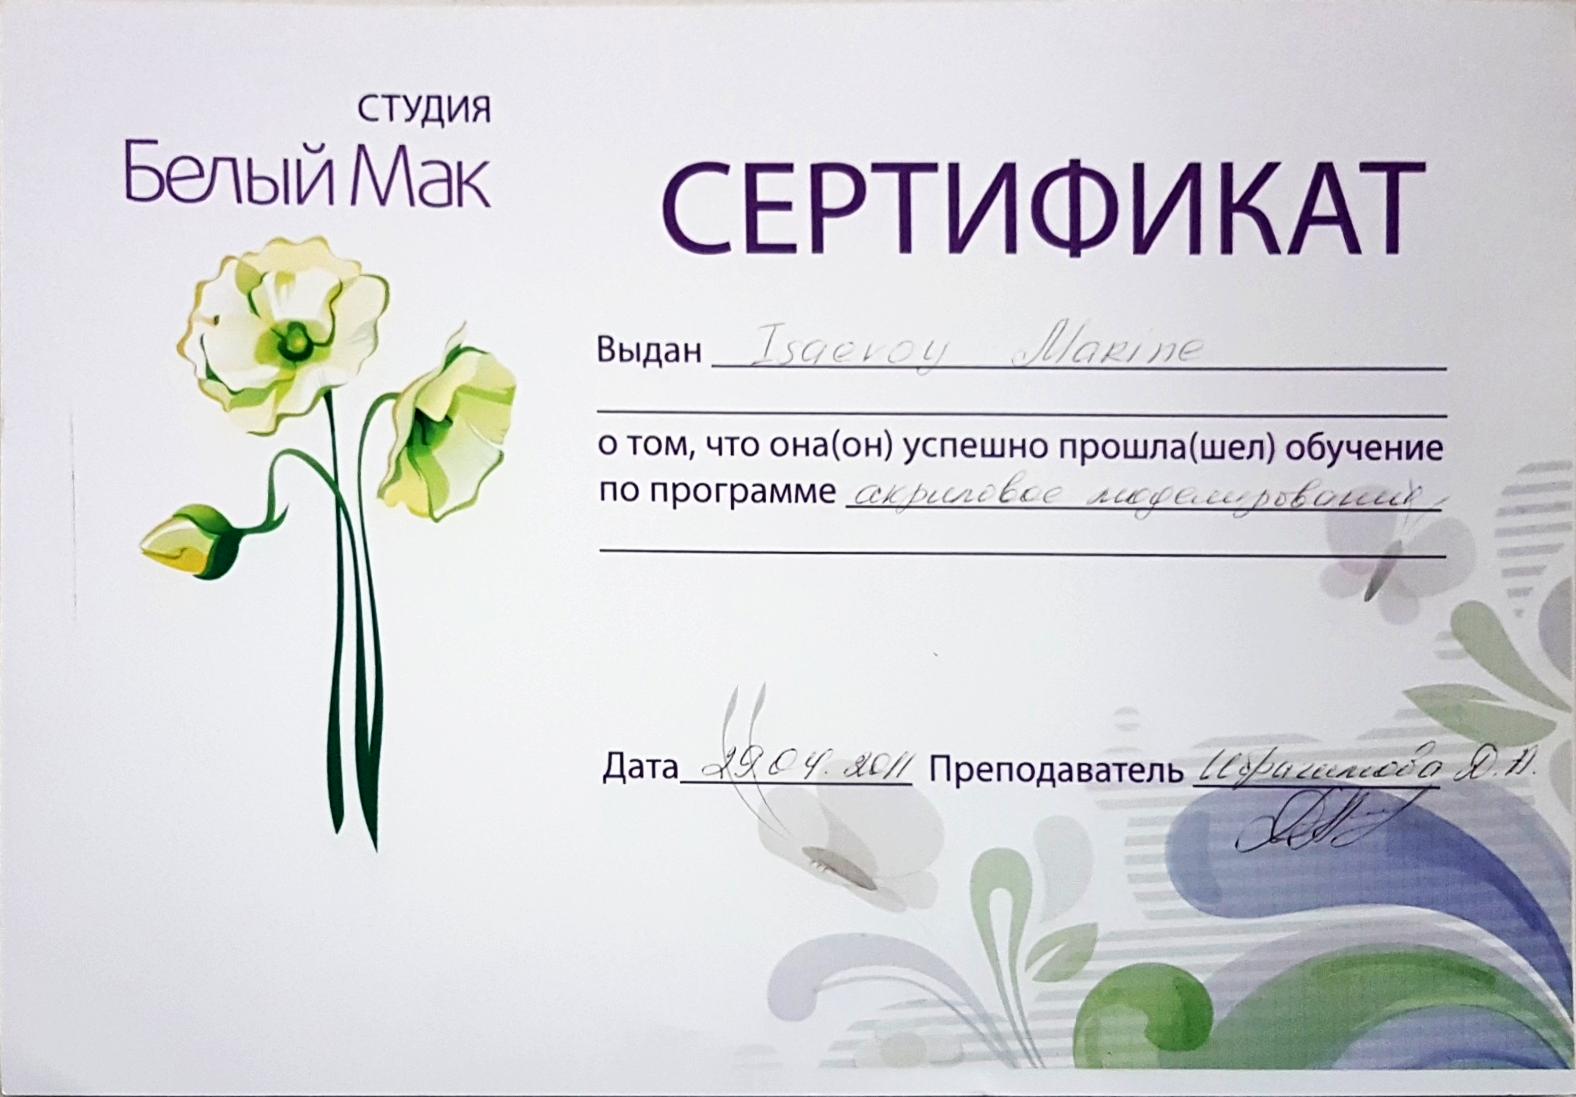 СТУДИЯ
Белый Мак
СЕРТИФИКАТ
Выдан Isaevoy Marine
о том, что она(он) успешно прошла(шел) обучение
по программе акриловое моделирование
Дата 29 04. 2011 Преподаватель Ибрагимова Д.А.